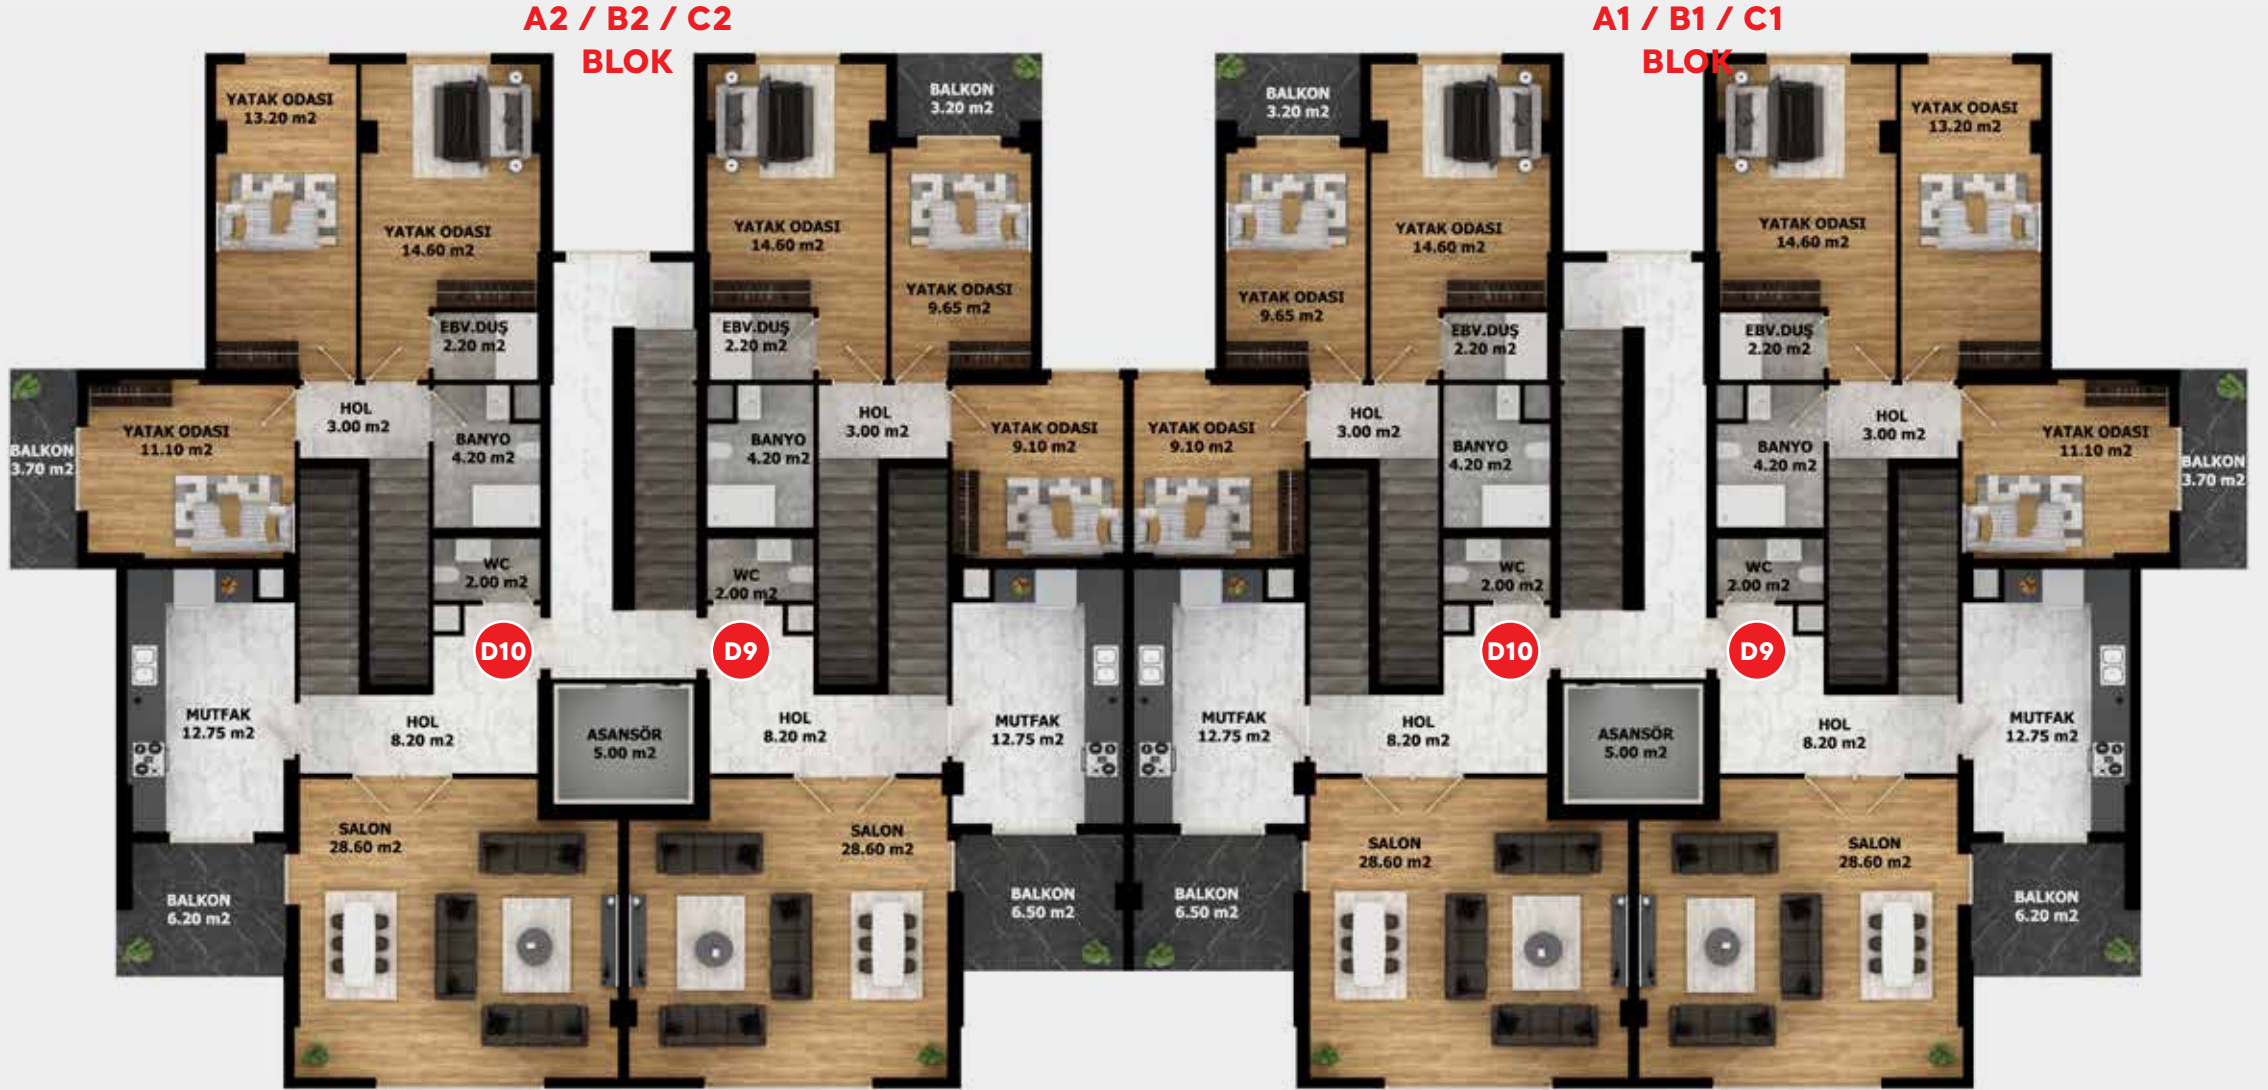 A2 / B2 / C2
BLOK
A1 / B1 / C1
BLOK
YATAK ODASI
13.20 m2
YATAK ODASI
14.60 m2
EBV.DUŞ
2.20 m2
BALKON
3.70 m2
YATAK ODASI
11.10 m2
HOL
3.00 m2
BANYO
4.20 m2
WC
2.00 m2
D10
MUTFAK
12.75 m2
HOL
8.20 m2
SALON
28.60 m2
BALKON
6.20 m2
ASANSÖR
5.00 m2
YATAK ODASI
14.60 m2
BALKON
3.20 m2
YATAK ODASI
9.65 m2
EBV.DUŞ
2.20 m2
BANYO
4.20 m2
HOL
3.00 m2
YATAK ODASI
9.10 m2
WC
2.00 m2
D9
HOL
8.20 m2
MUTFAK
12.75 m2
SALON
28.60 m2
BALKON
6.50 m2
BALKON
3.20 m2
YATAK ODASI
14.60 m2
YATAK ODASI
9.65 m2
EBV.DUŞ
2.20 m2
YATAK ODASI
9.10 m2
HOL
3.00 m2
BANYO
4.20 m2
WC
2.00 m2
D10
MUTFAK
12.75 m2
HOL
8.20 m2
SALON
28.60 m2
BALKON
6.50 m2
ASANSÖR
5.00 m2
YATAK ODASI
14.60 m2
YATAK ODASI
13.20 m2
EBV.DUŞ
2.20 m2
BANYO
4.20 m2
HOL
3.00 m2
YATAK ODASI
11.10 m2
BALKON
3.70 m2
WC
2.00 m2
D9
HOL
8.20 m2
MUTFAK
12.75 m2
SALON
28.60 m2
BALKON
6.20 m2